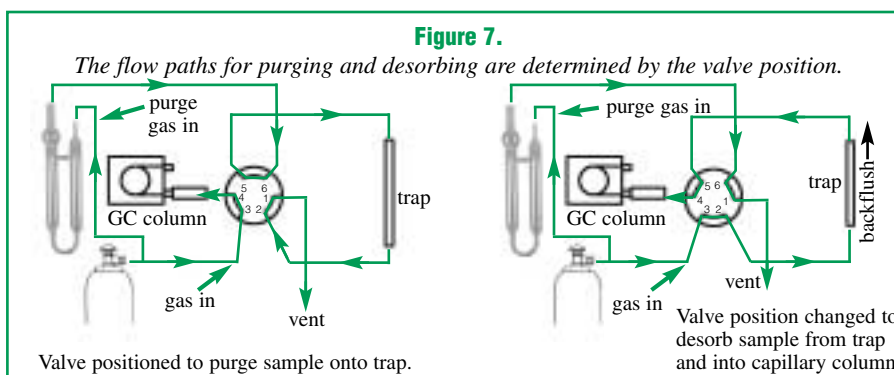 Figure 7.
The flow paths for purging and desorbing are determined by the valve position.
purge
gas in
GC column
5 6
4 1
3 2
trap
gas in
vent
Valve positioned to purge sample onto trap.
purge gas in
GC column
5 6
4 1
3 2
trap
backflush
gas in
vent
Valve position changed to
desorb sample from trap
and into capillary column